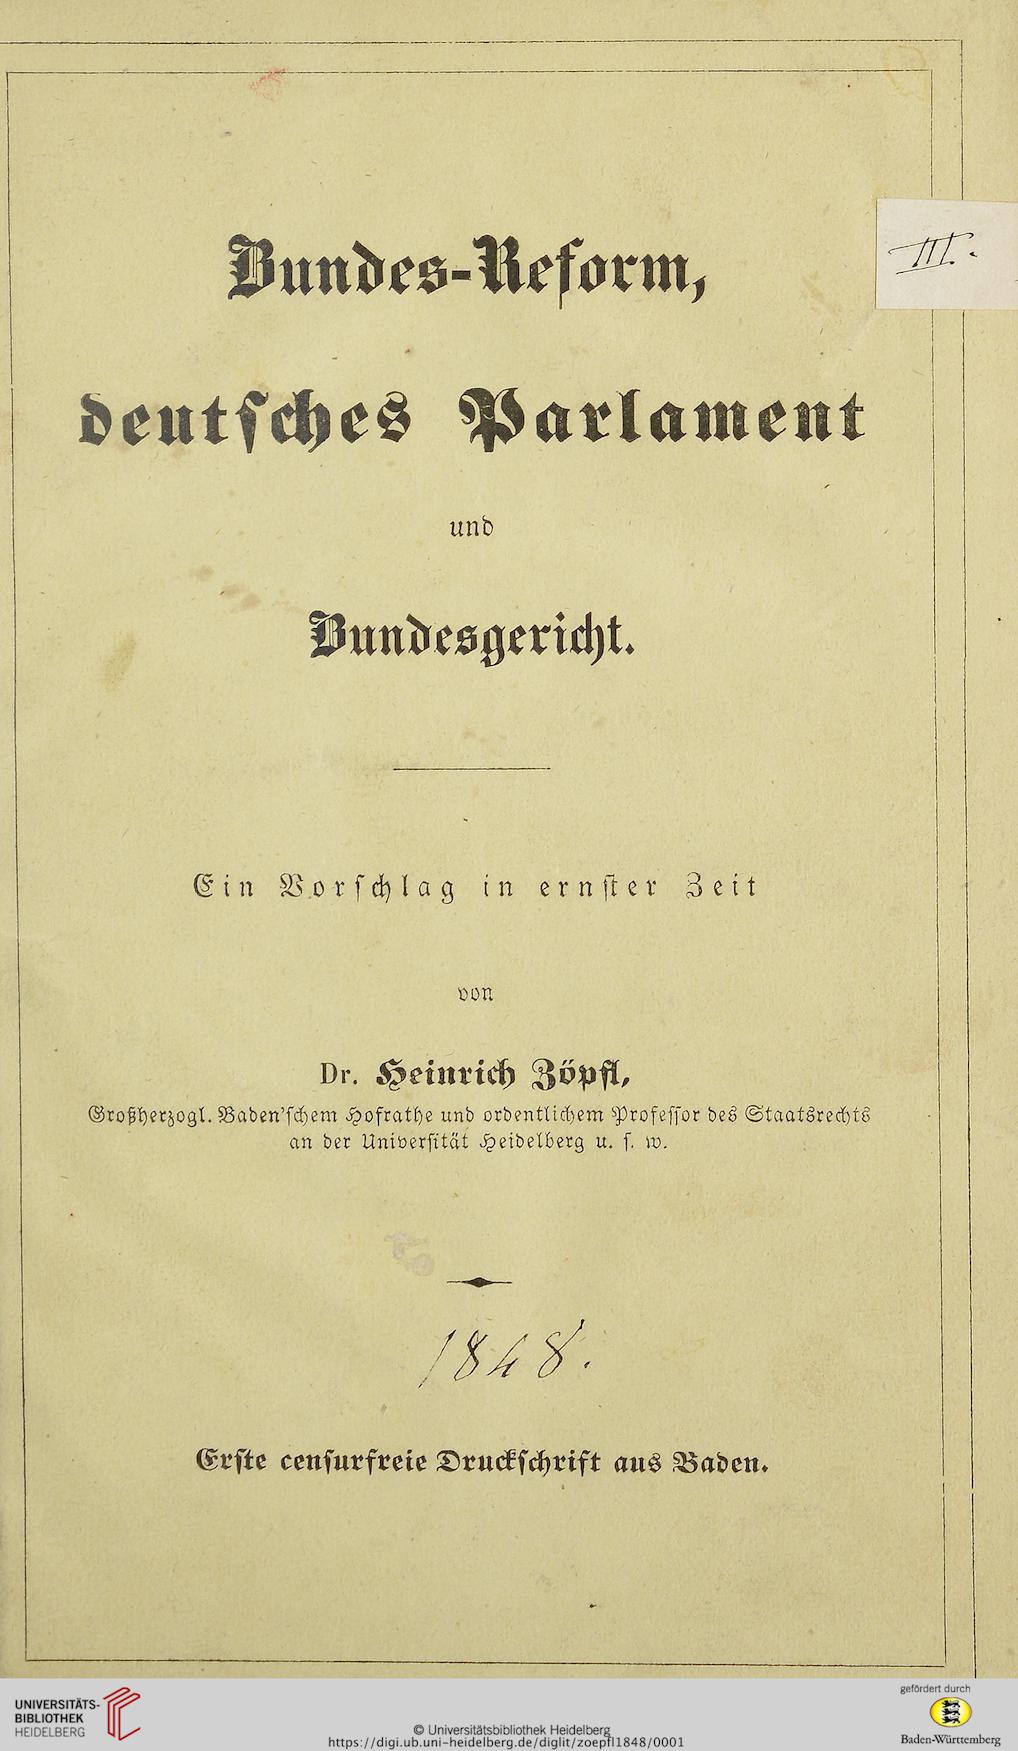 Bundes-Reform,
III.
deutsches Parlament
und
Bundesgericht.
Ein Vorschlag in ernster Zeit
von
Dr. Heinrich Zöpfl,
Großherzogl. Baden'schem Hofrathe und ordentlichem Professor des Staatsrechts
an der Universität Heidelberg u. s. w.
1848.
Erste censurfreie Druckschrift aus Baden.
UNIVERSITÄTS-
BIBLIOTHEK
HEIDELBERG
© Universitätsbibliothek Heidelberg
https://digi.ub.uni-heidelberg.de/diglit/zoepfl1848/0001
gefördert durch
Baden-Württemberg